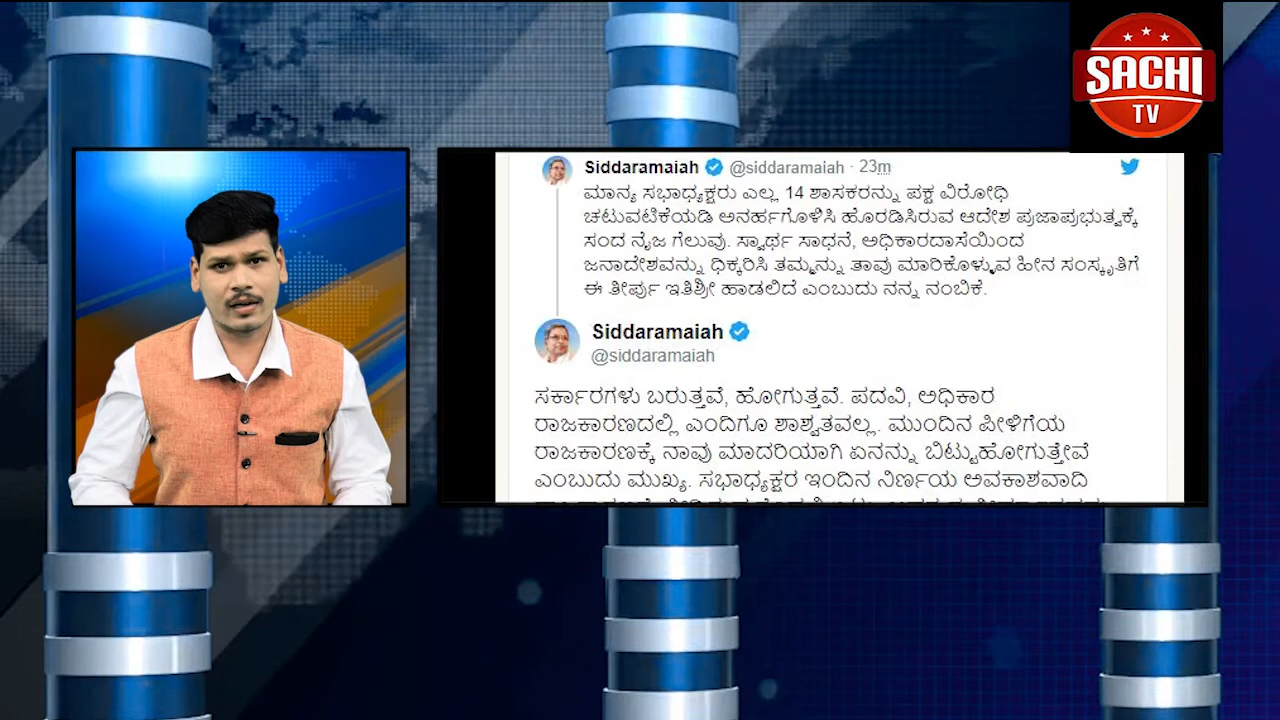 SACHI
TV
Siddaramaiah @siddaramaiah · 23m
ಮಾನ್ಯ ಸಭಾಧ್ಯಕ್ಷರು ಎಲ್ಲ 14 ಶಾಸಕರನ್ನು ಪಕ್ಷ ವಿರೋಧಿ
ಚಟುವಟಿಕೆಯಡಿ ಅನರ್ಹಗೊಳಿಸಿ ಹೊರಡಿಸಿರುವ ಆದೇಶ ಪ್ರಜಾಪ್ರಭುತ್ವಕ್ಕೆ
ಸಂದ ನೈಜ ಗೆಲುವು. ಸ್ವಾರ್ಥ ಸಾಧನೆ, ಅಧಿಕಾರದಾಸೆಯಿಂದ
ಜನಾದೇಶವನ್ನು ಧಿಕ್ಕರಿಸಿ ತಮ್ಮನ್ನು ತಾವು ಮಾರಿಕೊಳ್ಳುವ ಹೀನ ಸಂಸ್ಕೃತಿಗೆ
ಈ ತೀರ್ಪು ಇತಿಶ್ರೀ ಹಾಡಲಿದೆ ಎಂಬುದು ನನ್ನ ನಂಬಿಕೆ.
Siddaramaiah
@siddaramaiah
ಸರ್ಕಾರಗಳು ಬರುತ್ತವೆ, ಹೋಗುತ್ತವೆ. ಪದವಿ, ಅಧಿಕಾರ
ರಾಜಕಾರಣದಲ್ಲಿ ಎಂದಿಗೂ ಶಾಶ್ವತವಲ್ಲ. ಮುಂದಿನ ಪೀಳಿಗೆಯ
ರಾಜಕಾರಣಕ್ಕೆ ನಾವು ಮಾದರಿಯಾಗಿ ಏನನ್ನು ಬಿಟ್ಟುಹೋಗುತ್ತೇವೆ
ಎಂಬುದು ಮುಖ್ಯ. ಸಭಾಧ್ಯಕ್ಷರ ಇಂದಿನ ನಿರ್ಣಯ ಅವಕಾಶವಾದಿ